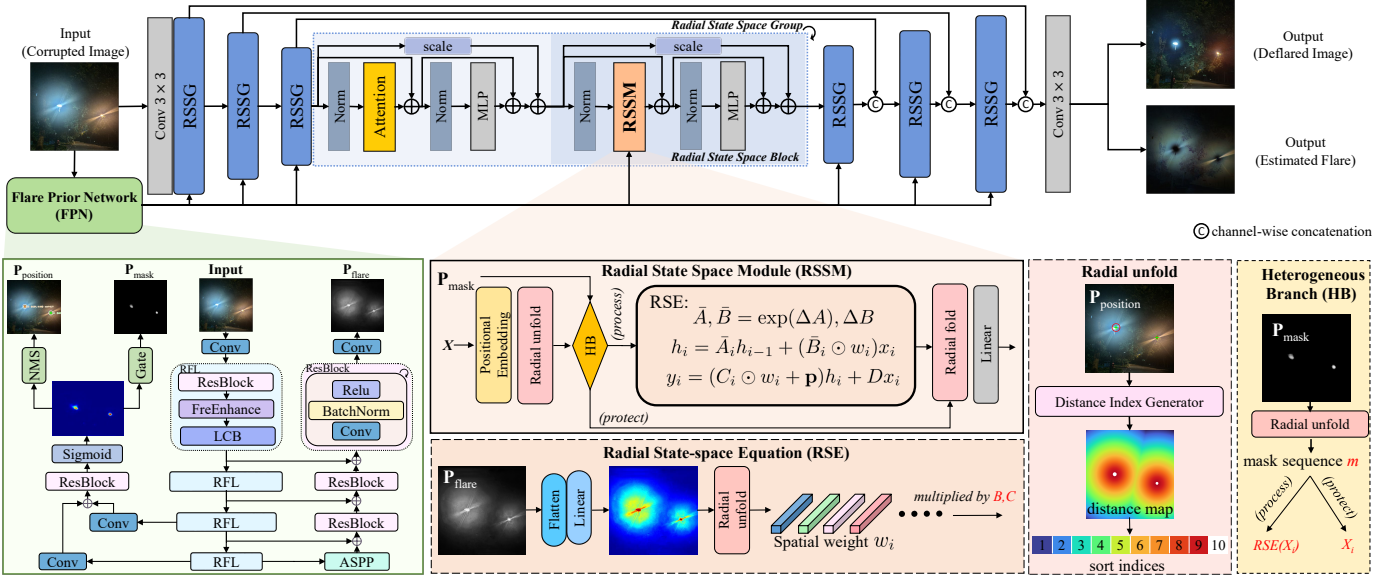 Input
(Corrupted Image)
Conv 3 × 3
RSSG
RSSG
RSSG
scale
Norm
Attention
Norm
MLP
Radial State Space Group
scale
Norm
RSSM
Norm
MLP
Radial State Space Block
RSSG
C
RSSG
C
RSSG
C
Conv 3 × 3
Output
(Deflared Image)
Output
(Estimated Flare)
Flare Prior Network
(FPN)
C channel-wise concatenation
P_position
P_mask
Input
P_flare
NMS
Gate
Conv
Conv
RFL
ResBlock
FreEnhance
LCB
ResBlock
Relu
BatchNorm
Conv
Sigmoid
ResBlock
RFL
ResBlock
Conv
RFL
ResBlock
Conv
RFL
ASPP
Radial State Space Module (RSSM)
P_mask
X
Positional
Embedding
Radial unfold
HB
(process)
(protect)
RSE:
Ā, B̄ = exp(ΔA), ΔB
h_i = Ā_i h_{i−1} + (B̄_i ⊙ w_i)x_i
y_i = (C_i ⊙ w_i + p)h_i + Dx_i
Radial fold
Linear
Radial State-space Equation (RSE)
P_flare
Flatten
Linear
Radial
unfold
Spatial weight w_i
multiplied by B,C
Radial unfold
P_position
Distance Index Generator
distance map
1 2 3 4 5 6 7 8 9 10
sort indices
Heterogeneous
Branch (HB)
P_mask
Radial unfold
mask sequence m
(process)
(protect)
RSE(X_i)
X_i